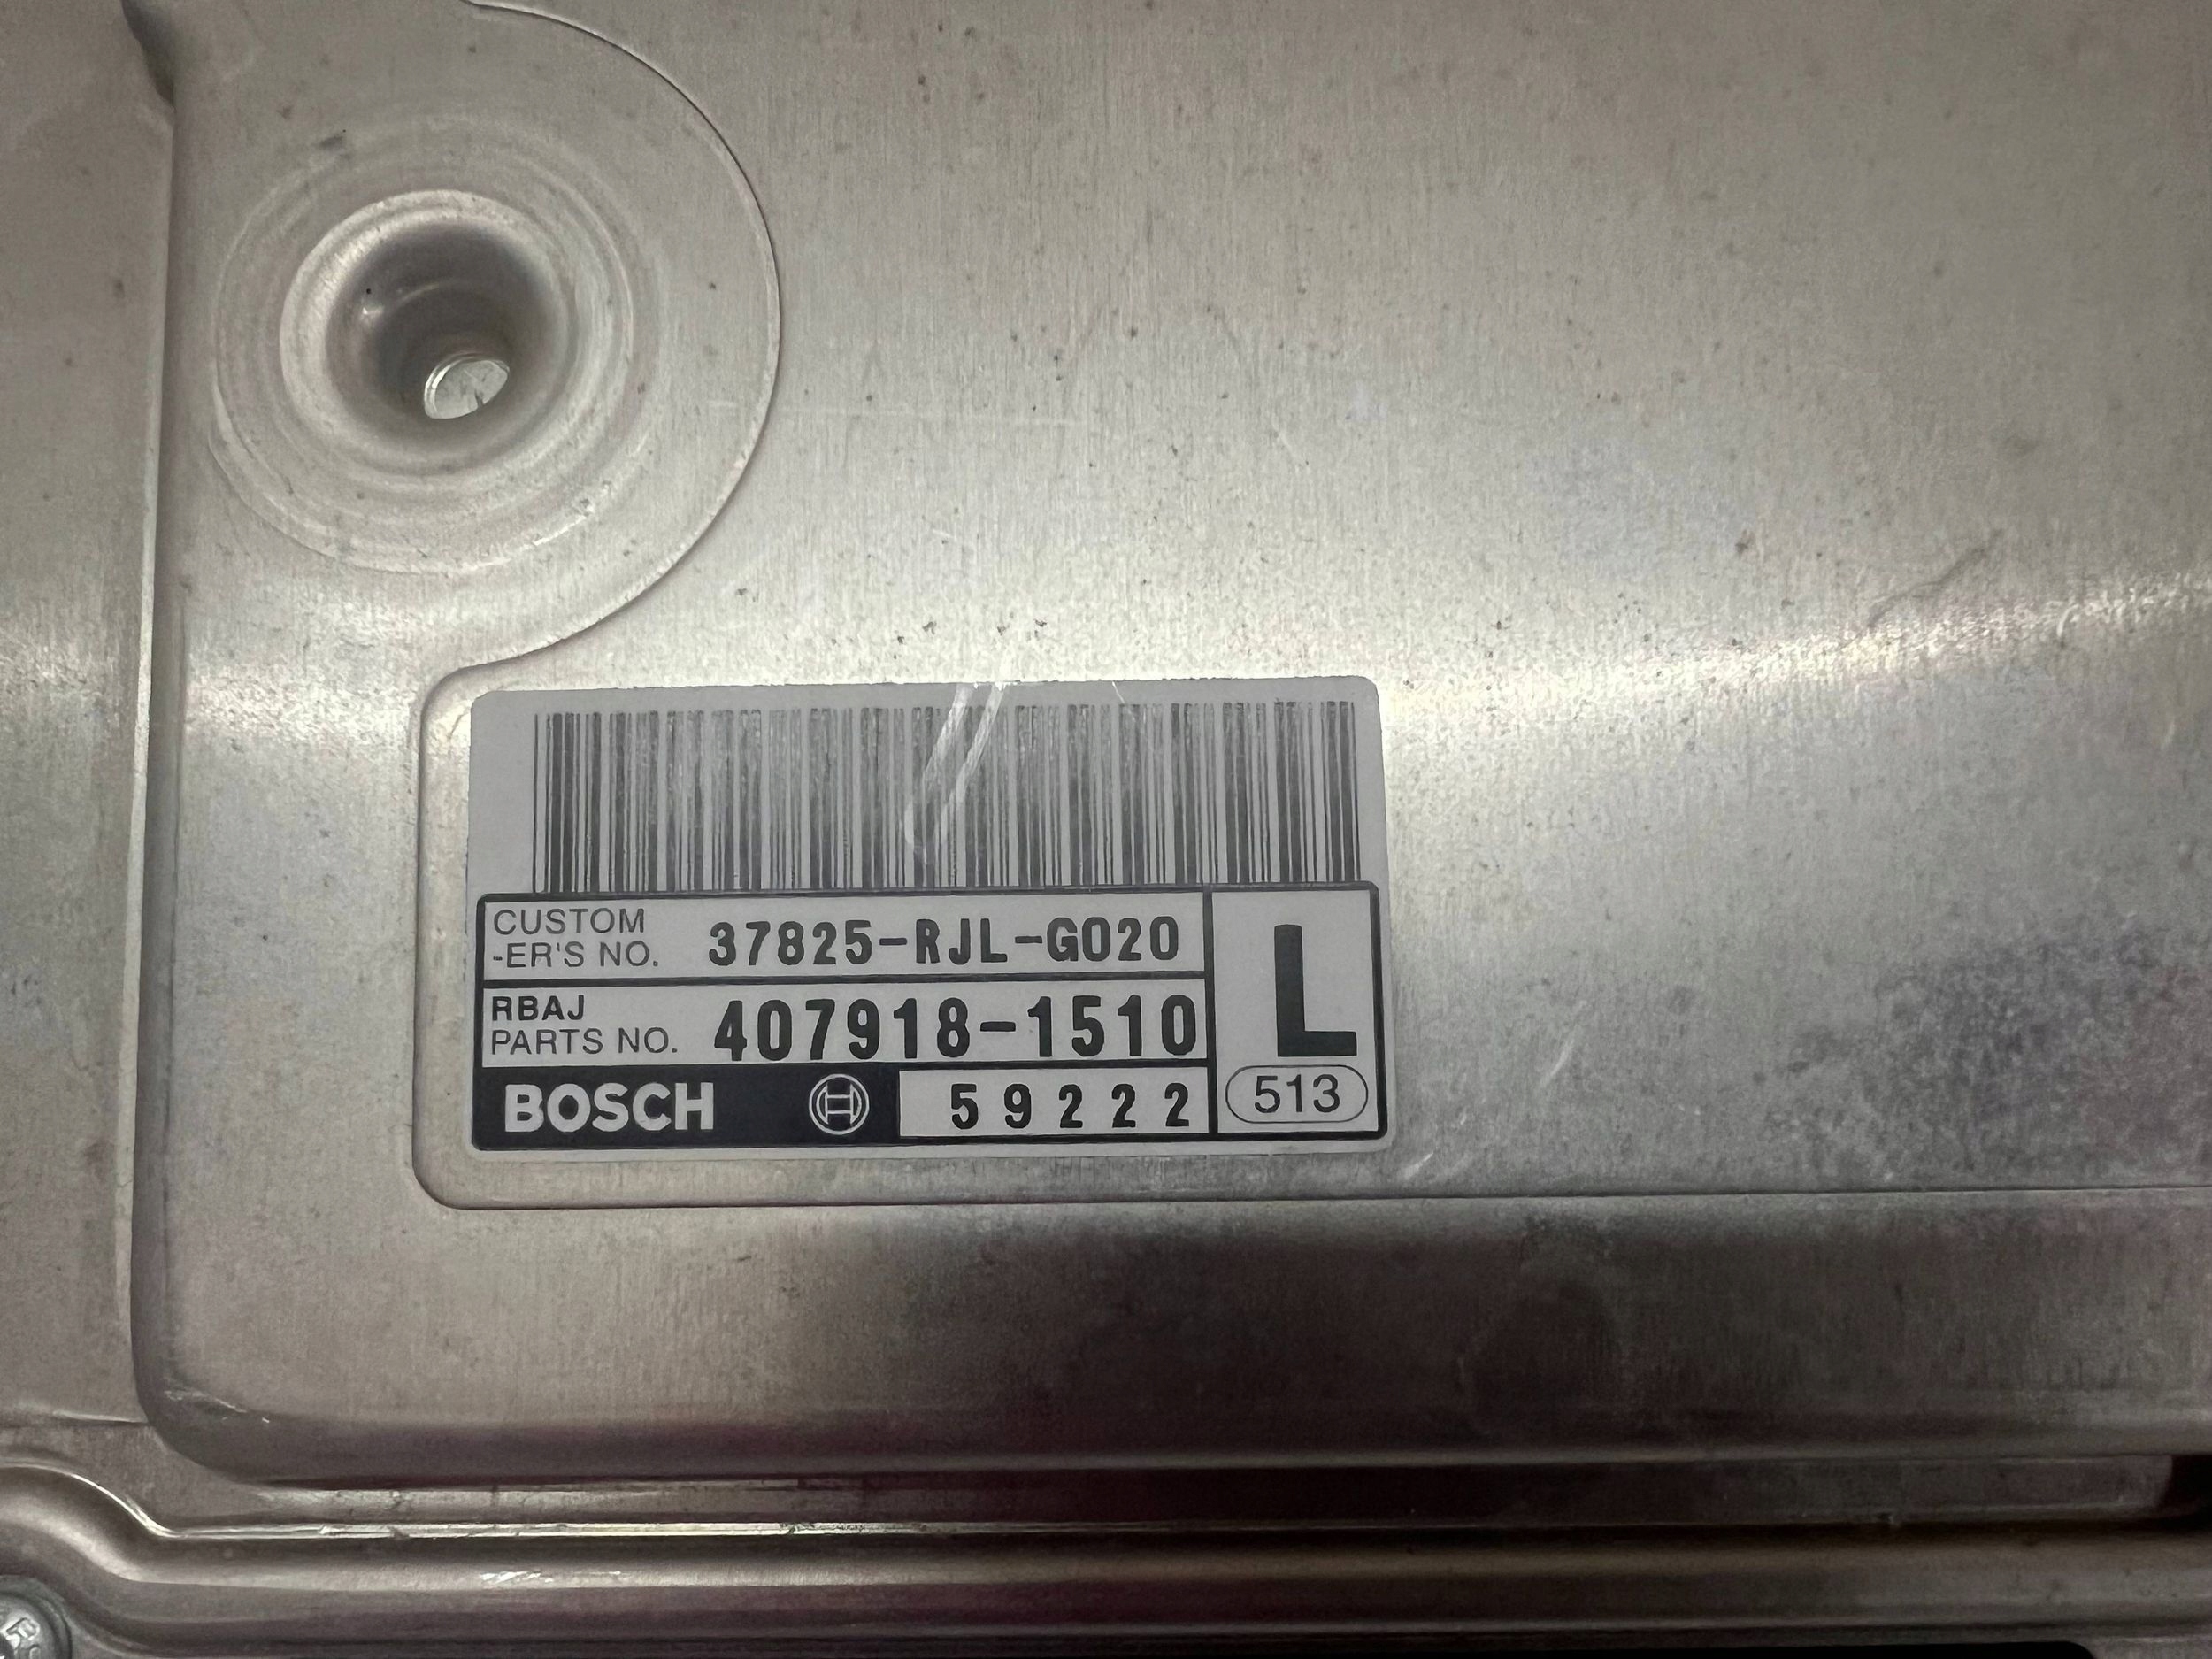 CUSTOM
-ER'S NO. 37825-RJL-G020
RBAJ
PARTS NO. 407918-1510
L
BOSCH 59222
513